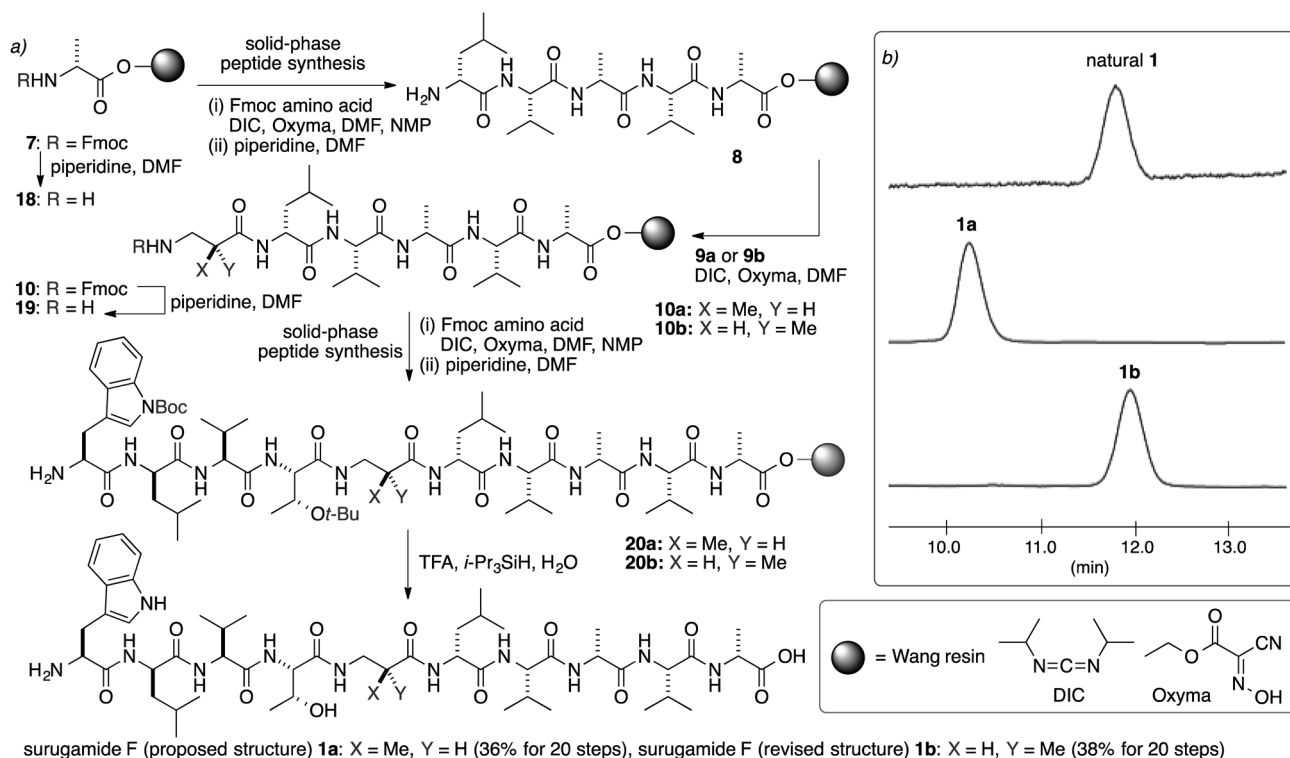 a)
RHN
O
O
7: R = Fmoc
piperidine, DMF
18: R = H
solid-phase
peptide synthesis
(i) Fmoc amino acid
DIC, Oxyma, DMF, NMP
(ii) piperidine, DMF
H2N
O
H
N
O
N
H
O
H
N
O
N
H
O
O
8
9a or 9b
DIC, Oxyma, DMF
10a: X = Me, Y = H
10b: X = H, Y = Me
RHN
X Y
O
N
H
O
H
N
O
N
H
O
H
N
O
N
H
O
O
10: R = Fmoc
19: R = H
piperidine, DMF
solid-phase
peptide synthesis
(i) Fmoc amino acid
DIC, Oxyma, DMF, NMP
(ii) piperidine, DMF
NBoc
H2N
O
H
N
O
N
H
O
H
N
Ot-Bu
O
N
H
X Y
O
N
H
O
H
N
O
N
H
O
H
N
O
N
H
O
O
20a: X = Me, Y = H
20b: X = H, Y = Me
TFA, i-Pr3SiH, H2O
NH
H2N
O
H
N
O
N
H
O
H
N
OH
O
N
H
X Y
O
N
H
O
H
N
O
N
H
O
H
N
O
N
H
O
OH
b)
natural 1
1a
1b
10.0 11.0 12.0 13.0
(min)
= Wang resin
N=C=N
DIC
O
O
CN
N
OH
Oxyma
surugamide F (proposed structure) 1a: X = Me, Y = H (36% for 20 steps), surugamide F (revised structure) 1b: X = H, Y = Me (38% for 20 steps)